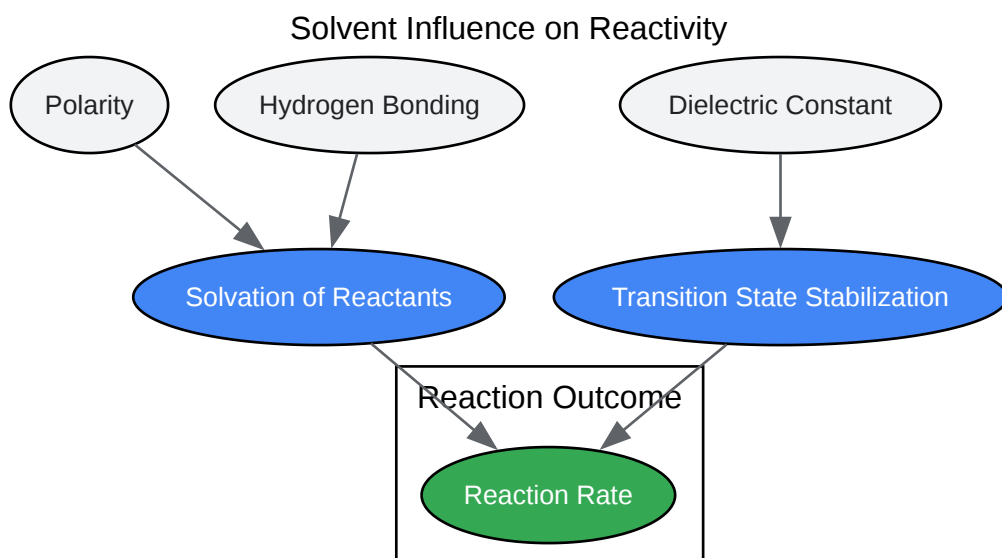 Solvent Influence on Reactivity
Polarity
Hydrogen Bonding
Dielectric Constant
Solvation of Reactants
Transition State Stabilization
Reaction Outcome
Reaction Rate